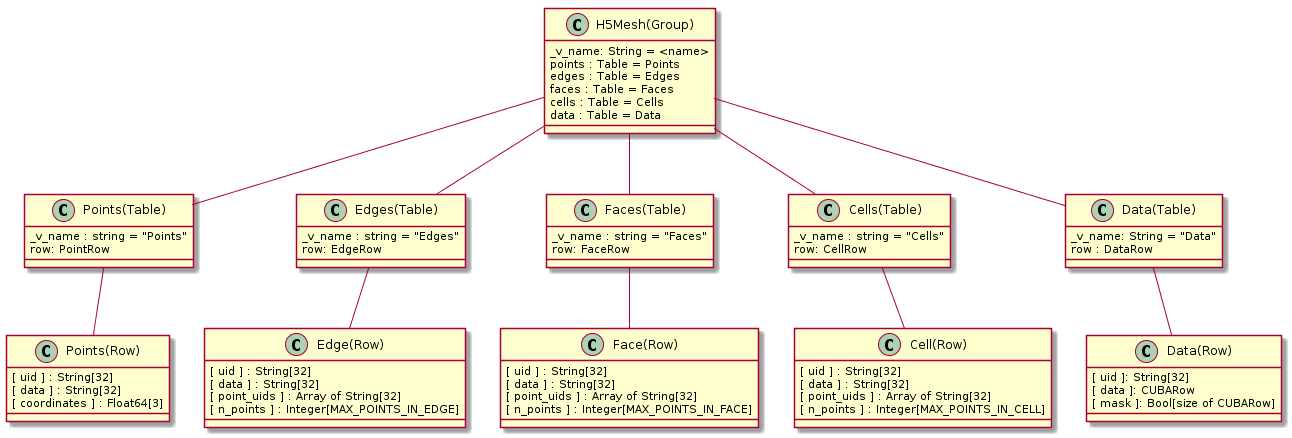 C H5Mesh(Group)
_v_name: String = <name>
points : Table = Points
edges : Table = Edges
faces : Table = Faces
cells : Table = Cells
data : Table = Data
C Points(Table)
_v_name : string = "Points"
row: PointRow
C Edges(Table)
_v_name : string = "Edges"
row: EdgeRow
C Faces(Table)
_v_name : string = "Faces"
row: FaceRow
C Cells(Table)
_v_name : string = "Cells"
row: CellRow
C Data(Table)
_v_name: String = "Data"
row : DataRow
C Points(Row)
[ uid ] : String[32]
[ data ] : String[32]
[ coordinates ] : Float64[3]
C Edge(Row)
[ uid ] : String[32]
[ data ] : String[32]
[ point_uids ] : Array of String[32]
[ n_points ] : Integer[MAX_POINTS_IN_EDGE]
C Face(Row)
[ uid ] : String[32]
[ data ] : String[32]
[ point_uids ] : Array of String[32]
[ n_points ] : Integer[MAX_POINTS_IN_FACE]
C Cell(Row)
[ uid ] : String[32]
[ data ] : String[32]
[ point_uids ] : Array of String[32]
[ n_points ] : Integer[MAX_POINTS_IN_CELL]
C Data(Row)
[ uid ]: String[32]
[ data ]: CUBARow
[ mask ]: Bool[size of CUBARow]